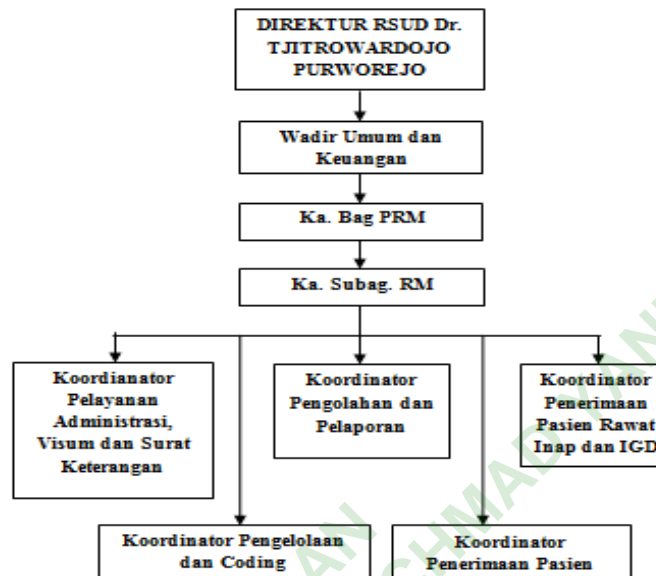 DIREKTUR RSUD Dr.
TJITROWARDOJO
PURWOREJO
Wadir Umum dan
Keuangan
Ka. Bag PRM
Ka. Subag. RM
Koordianator
Pelayanan
Administrasi,
Visum dan Surat
Keterangan
Koordinator
Pengolahan dan
Pelaporan
Koordinator
Penerimaan
Pasien Rawat
Inap dan IGD
Koordinator Pengelolaan
dan Coding
Koordinator
Penerimaan Pasien